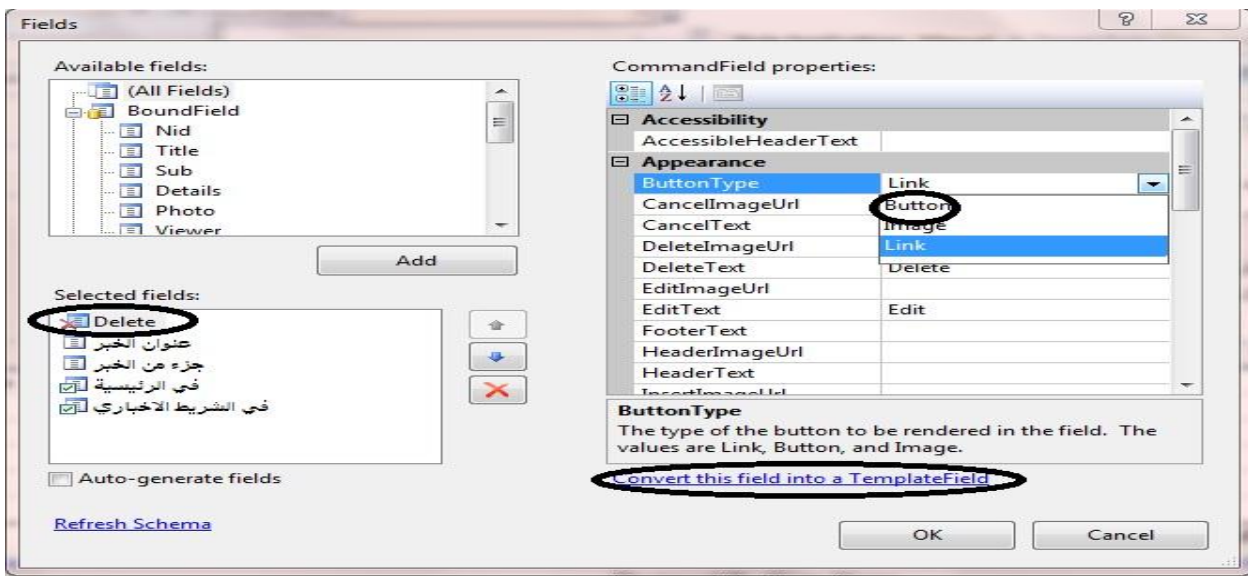 Fields
Available fields:
(All Fields)
BoundField
Nid
Title
Sub
Details
Photo
Viewer
Add
Selected fields:
Delete
عنوان الخبر
جزء من الخبر
في الرئيسية
في الشريط الاخباري
Auto-generate fields
Refresh Schema
CommandField properties:
Accessibility
AccessibleHeaderText
Appearance
ButtonType Link
CancelImageUrl Button
CancelText Image
DeleteImageUrl Link
DeleteText Delete
EditImageUrl
EditText Edit
FooterText
HeaderImageUrl
HeaderText
InsertImageUrl
ButtonType
The type of the button to be rendered in the field. The
values are Link, Button, and Image.
Convert this field into a TemplateField
OK Cancel